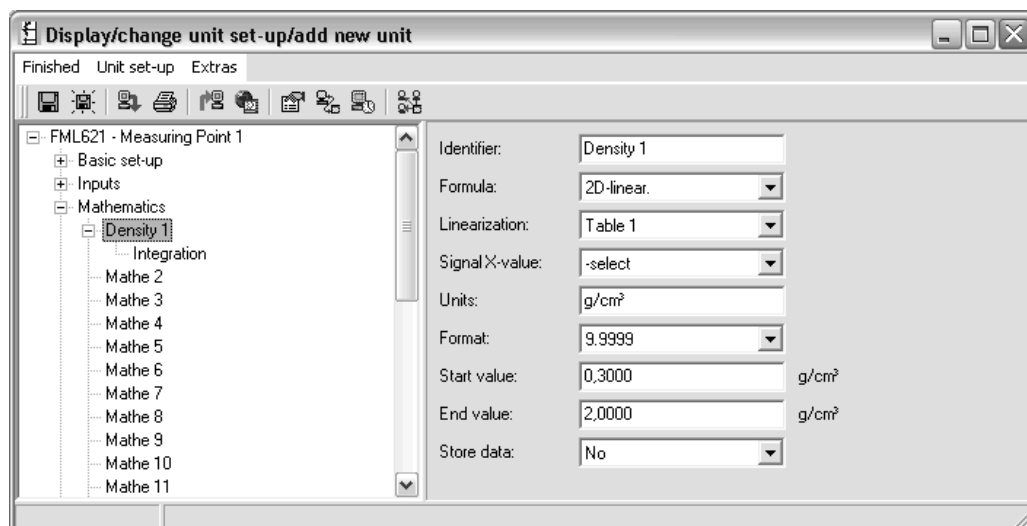 Display/change unit set-up/add new unit
Finished Unit set-up Extras
FML621 - Measuring Point 1
Basic set-up
Inputs
Mathematics
Density 1
Integration
Mathe 2
Mathe 3
Mathe 4
Mathe 5
Mathe 6
Mathe 7
Mathe 8
Mathe 9
Mathe 10
Mathe 11
Identifier: Density 1
Formula: 2D-linear.
Linearization: Table 1
Signal X-value: -select
Units: g/cm³
Format: 9.9999
Start value: 0,3000 g/cm³
End value: 2,0000 g/cm³
Store data: No